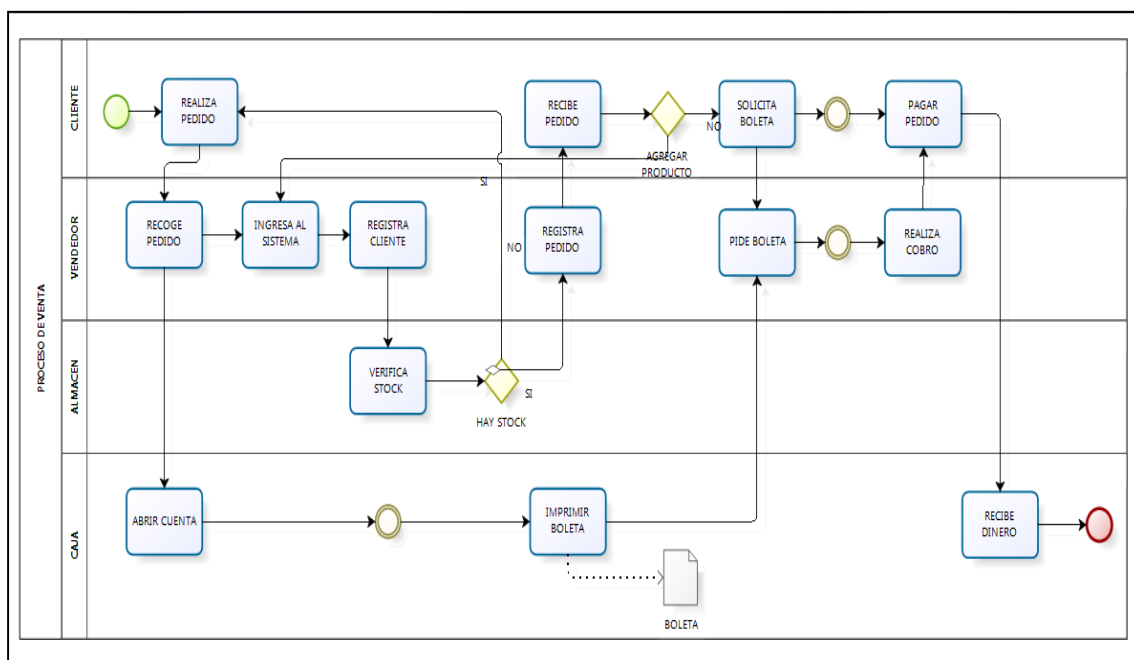 PROCESO DE VENTA
CLIENTE
REALIZA
PEDIDO
RECIBE
PEDIDO
AGREGAR
PRODUCTO
NO
SI
SOLICITA
BOLETA
PAGAR
PEDIDO
VENDEDOR
RECOGE
PEDIDO
INGRESA AL
SISTEMA
REGISTRA
CLIENTE
NO
REGISTRA
PEDIDO
PIDE BOLETA
REALIZA
COBRO
ALMACEN
VERIFICA
STOCK
HAY STOCK
SI
CAJA
ABRIR CUENTA
IMPRIMIR
BOLETA
BOLETA
RECIBE
DINERO